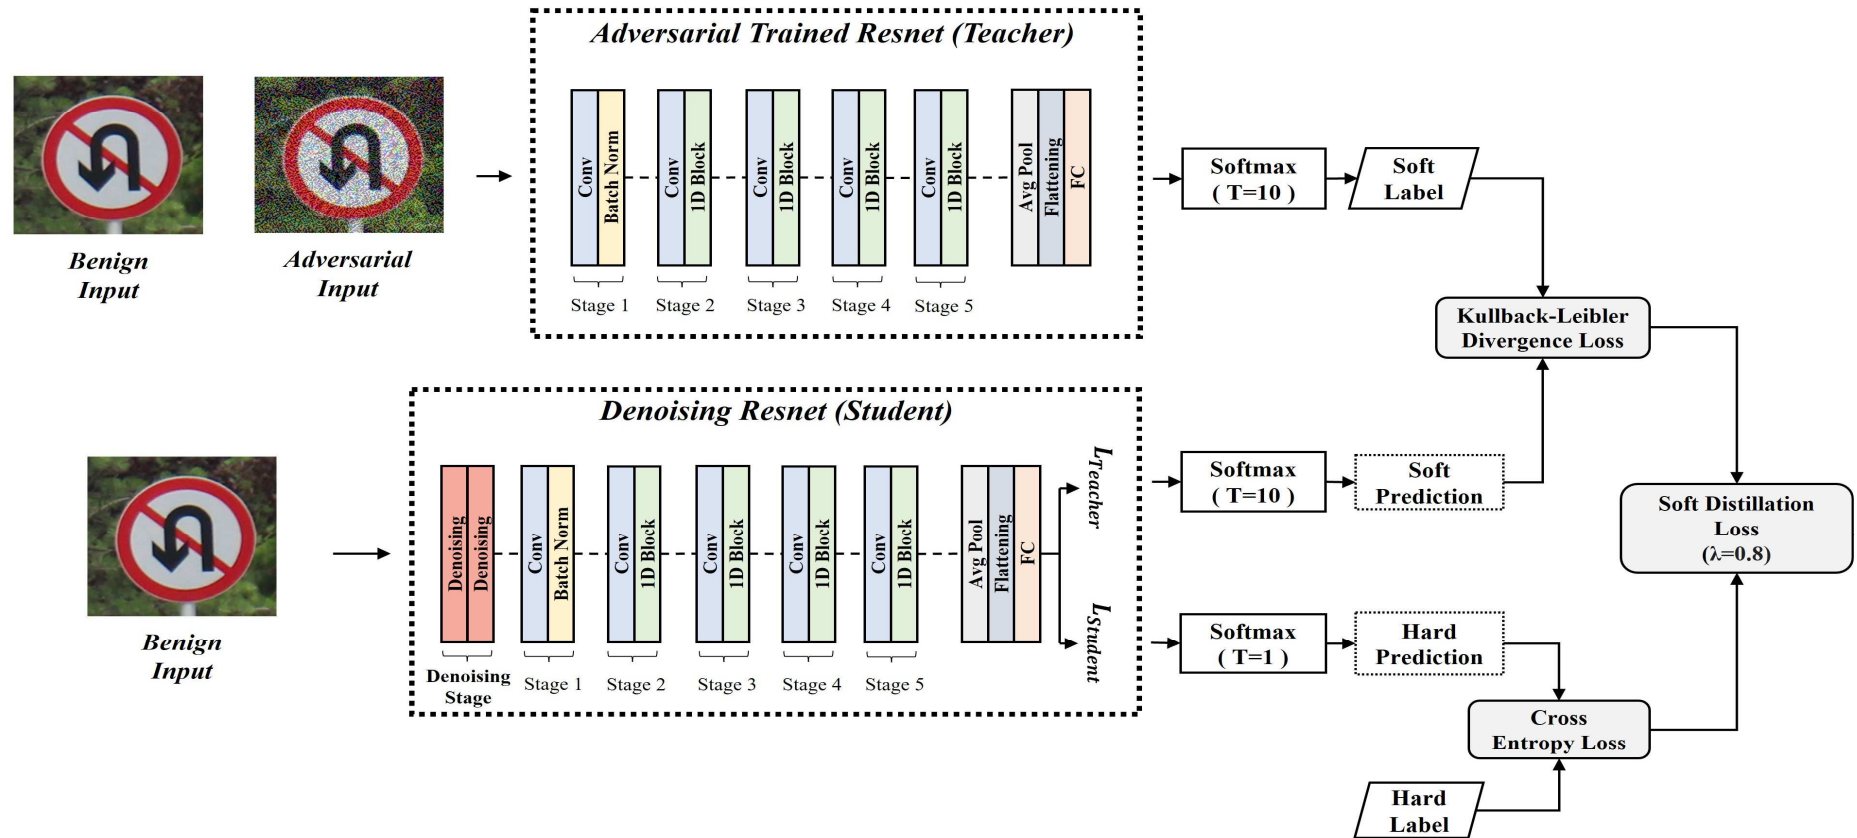 Adversarial Trained Resnet (Teacher)
Benign
Input
Adversarial
Input
Conv
Batch Norm
Conv
1D Block
Conv
1D Block
Conv
1D Block
Conv
1D Block
Avg Pool
Flattening
FC
Stage 1
Stage 2
Stage 3
Stage 4
Stage 5
Softmax
( T=10 )
Soft
Label
Kullback-Leibler
Divergence Loss
Denoising Resnet (Student)
Benign
Input
Denoising
Denoising
Conv
Batch Norm
Conv
1D Block
Conv
1D Block
Conv
1D Block
Conv
1D Block
Avg Pool
Flattening
FC
Denoising
Stage
Stage 1
Stage 2
Stage 3
Stage 4
Stage 5
LTeacher
LStudent
Softmax
( T=10 )
Soft
Prediction
Softmax
( T=1 )
Hard
Prediction
Soft Distillation
Loss
(λ=0.8)
Cross
Entropy Loss
Hard
Label